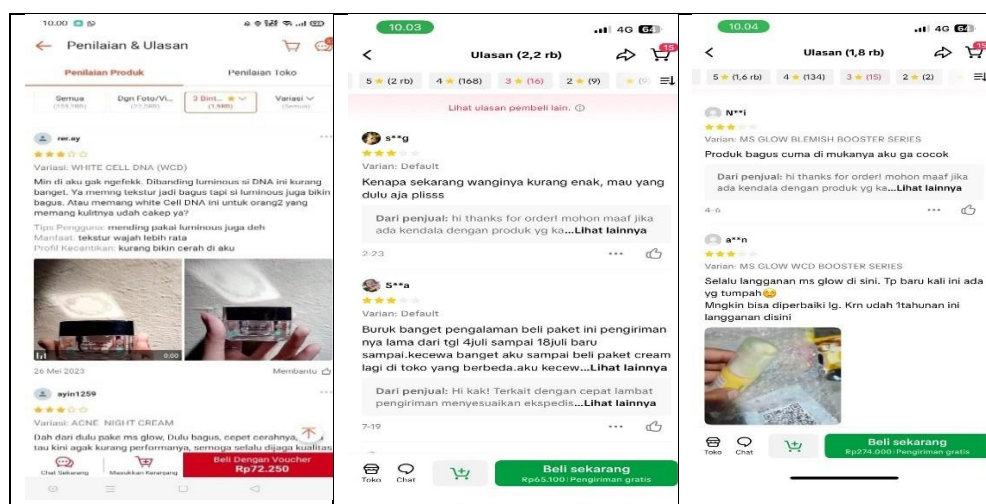 10.00
Penilaian & Ulasan
Penilaian Produk
Penilaian Toko
Semua
Dgn Foto/Vi...
3 Bint...
Variasi
(Semua)
rer.ay
Variasi: WHITE CELL DNA (WCD)
Min di aku gak ngefekk. Dibanding luminous si DNA ini kurang
banget. Ya memng tekstur jadi bagus tapi si luminous juga bikin
bagus. Atau memang white Cell DNA ini untuk orang2 yang
memang kulitnya udah cakep ya?
Tips Pengguna: mending pakai luminous juga deh
Manfaat: tekstur wajah lebih rata
Profil Kecantikan: kurang bikin cerah di aku
0:00
26 Mei 2023
Membantu
ayin1259
Variasi: ACNE NIGHT CREAM
Dah dari dulu pake ms glow, Dulu bagus, cepet cerahnya,
tau kini agak kurang performanya, semoga selalu dijaga kualitas
Chat Sekarang
Masukkan Keranjang
Beli Dengan Voucher
Rp72.250
10.03
4G 64
Ulasan (2,2 rb)
15
5 ★ (2 rb)
4 ★ (168)
3 ★ (16)
2 ★ (9)
Lihat ulasan pembeli lain.
s**g
Varian: Default
Kenapa sekarang wanginya kurang enak, mau yang
dulu aja plisss
Dari penjual: hi thanks for order! mohon maaf jika
ada kendala dengan produk yg ka...Lihat lainnya
2-23
S**a
Varian: Default
Buruk banget pengalaman beli paket ini pengiriman
nya lama dari tgl 4juli sampai 18juli baru
sampai.kecewa banget aku sampai beli paket cream
lagi di toko yang berbeda.aku kecew...Lihat lainnya
Dari penjual: Hi kak! Terkait dengan cepat lambat
pengiriman menyesuaikan ekspedis...Lihat lainnya
7-19
Toko
Chat
Beli sekarang
Rp65.100 | Pengiriman gratis
10.04
4G 64
Ulasan (1,8 rb)
15
5 ★ (1,6 rb)
4 ★ (134)
3 ★ (15)
2 ★ (2)
N**i
Varian: MS GLOW BLEMISH BOOSTER SERIES
Produk bagus cuma di mukanya aku ga cocok
Dari penjual: hi thanks for order! mohon maaf jika
ada kendala dengan produk yg ka...Lihat lainnya
4-6
a**n
Varian: MS GLOW WCD BOOSTER SERIES
Selalu langganan ms glow di sini. Tp baru kali ini ada
yg tumpah
Mngkin bisa diperbaiki lg. Krn udah 1tahunan ini
langganan disini
Toko
Chat
Beli sekarang
Rp274.000 | Pengiriman gratis